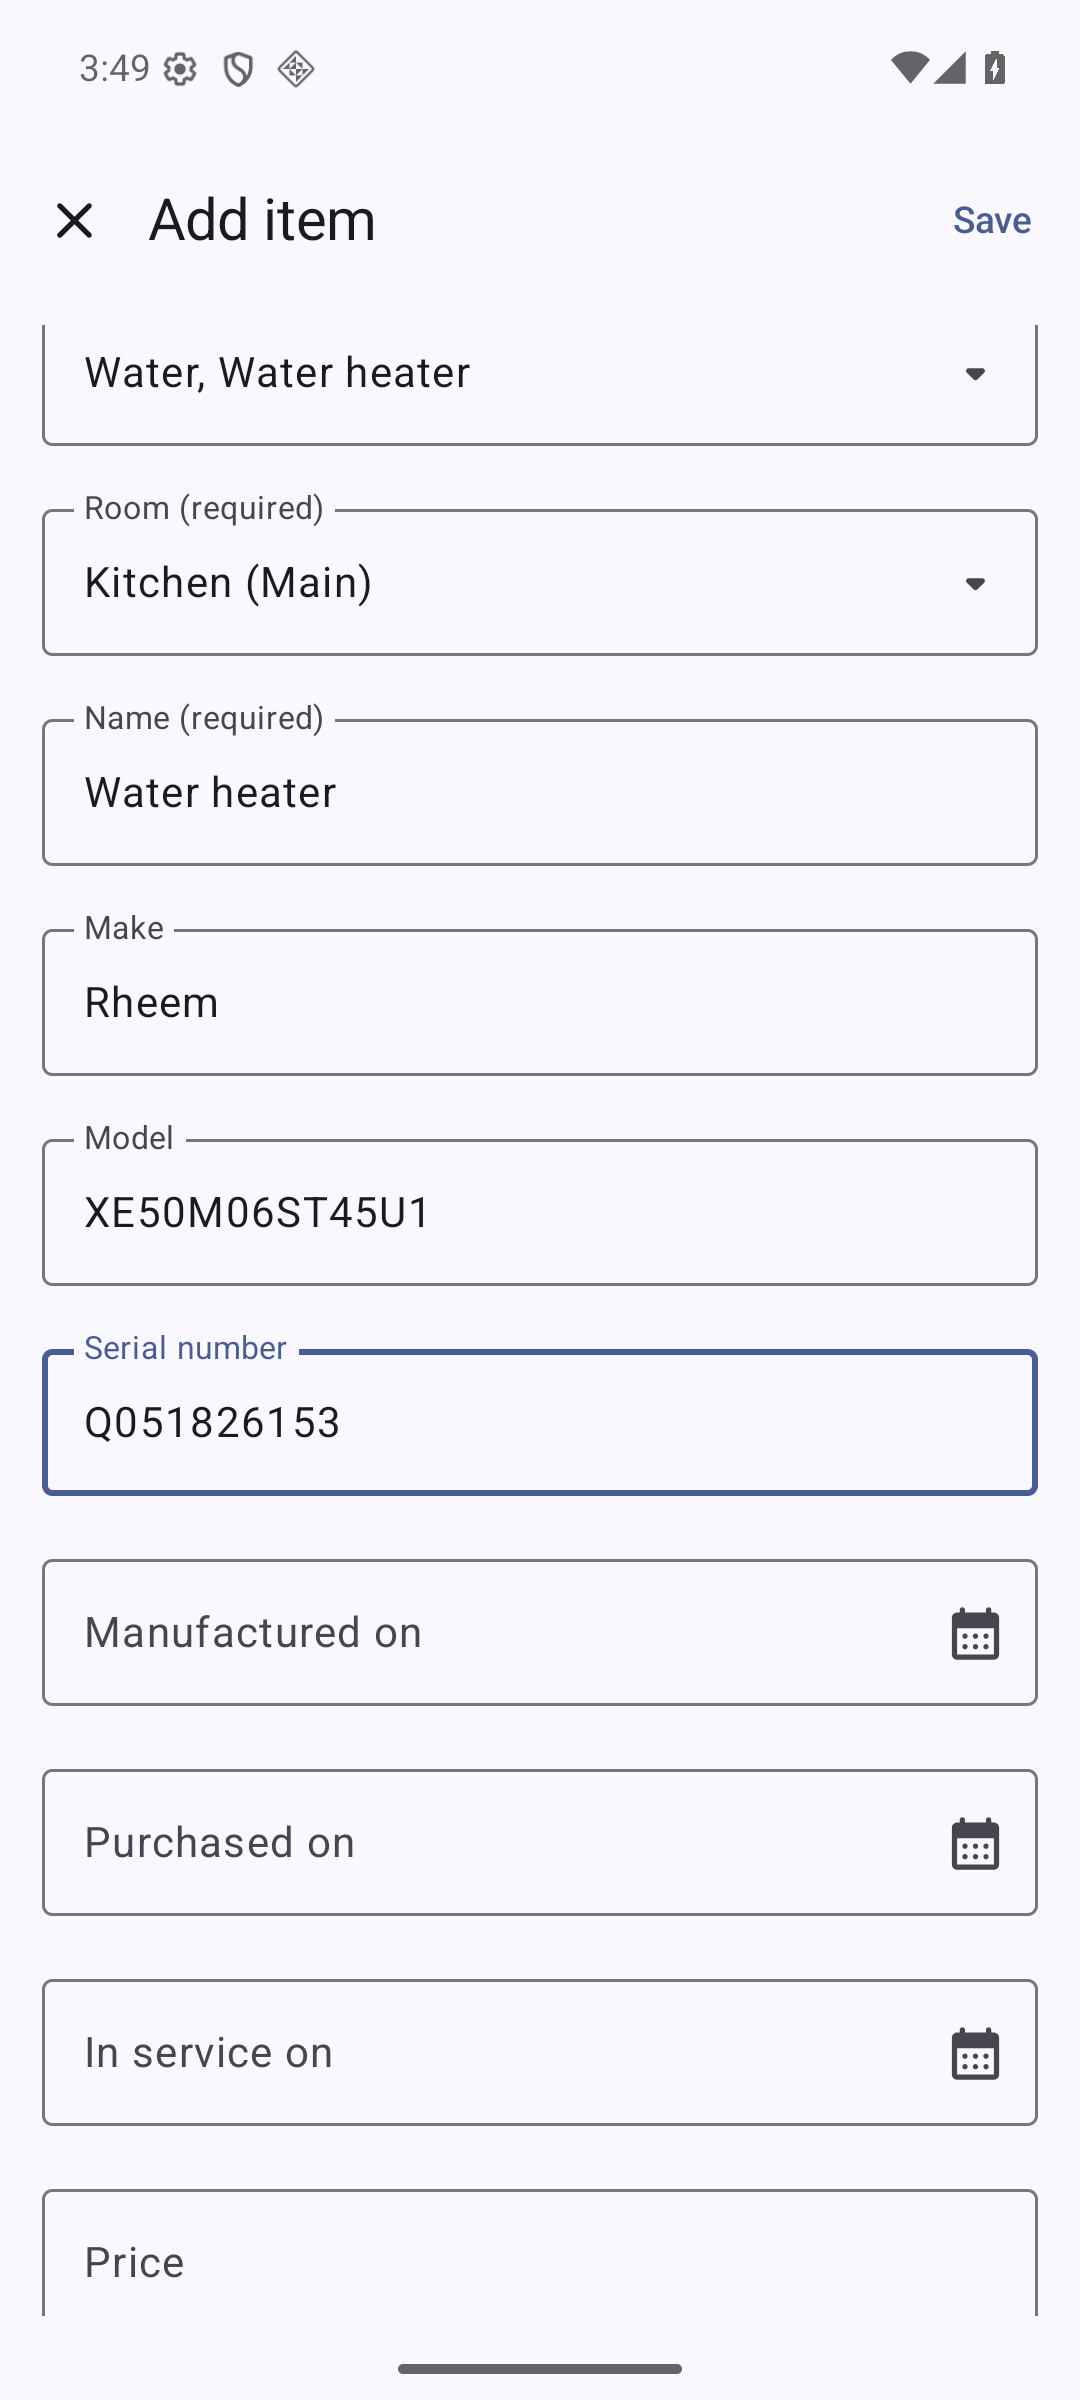 3:49
Add item
Save
Water, Water heater
Room (required)
Kitchen (Main)
Name (required)
Water heater
Make
Rheem
Model
XE50M06ST45U1
Serial number
Q051826153
Manufactured on
Purchased on
In service on
Price